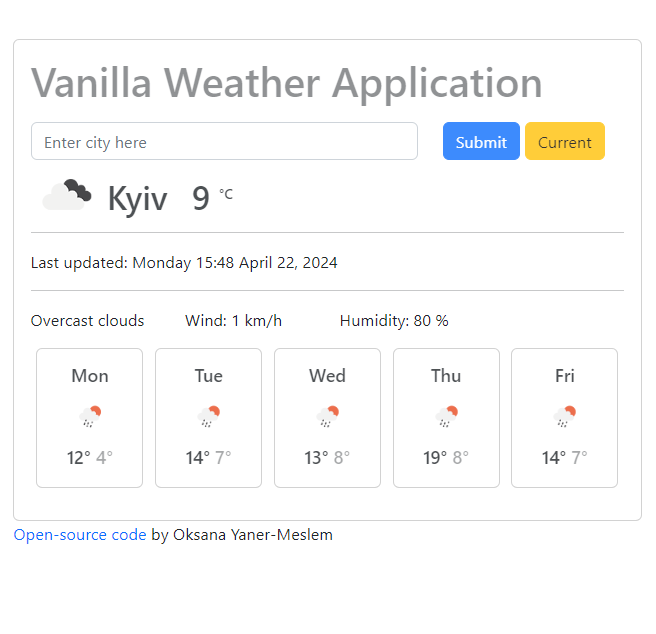 Vanilla Weather Application
Enter city here Submit Current
Kyiv 9 °C
Last updated: Monday 15:48 April 22, 2024
Overcast clouds Wind: 1 km/h Humidity: 80 %
Mon Tue Wed Thu Fri
12° 4° 14° 7° 13° 8° 19° 8° 14° 7°
Open-source code by Oksana Yaner-Meslem